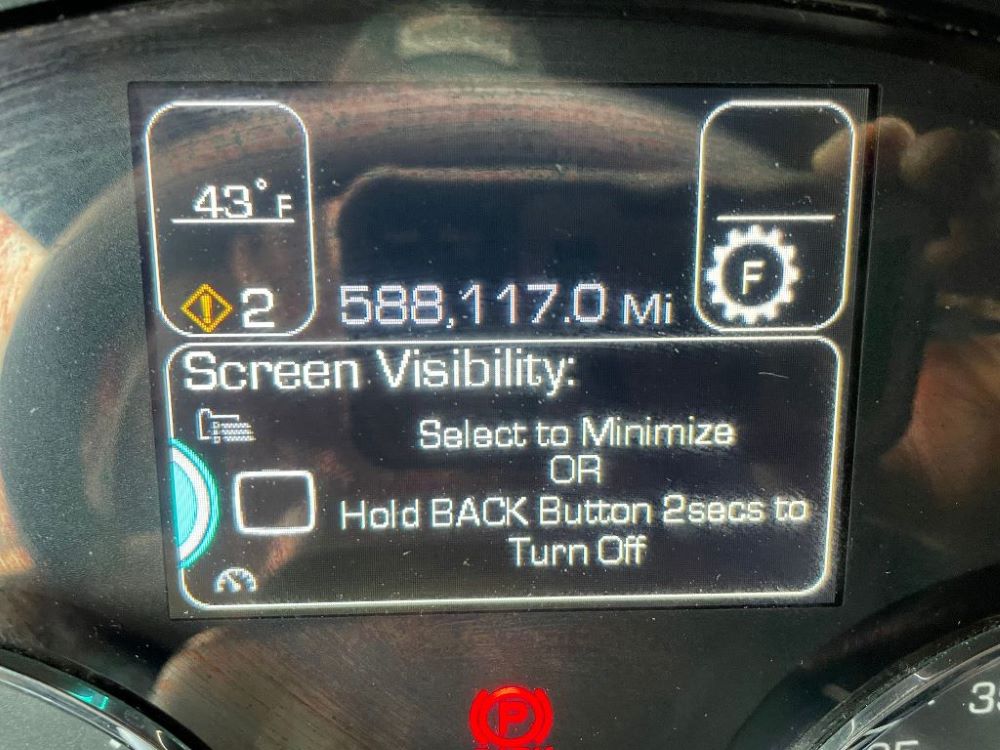 43°F
2
588,117.0 Mi
F
Screen Visibility:
Select to Minimize
OR
Hold BACK Button 2secs to
Turn Off
P